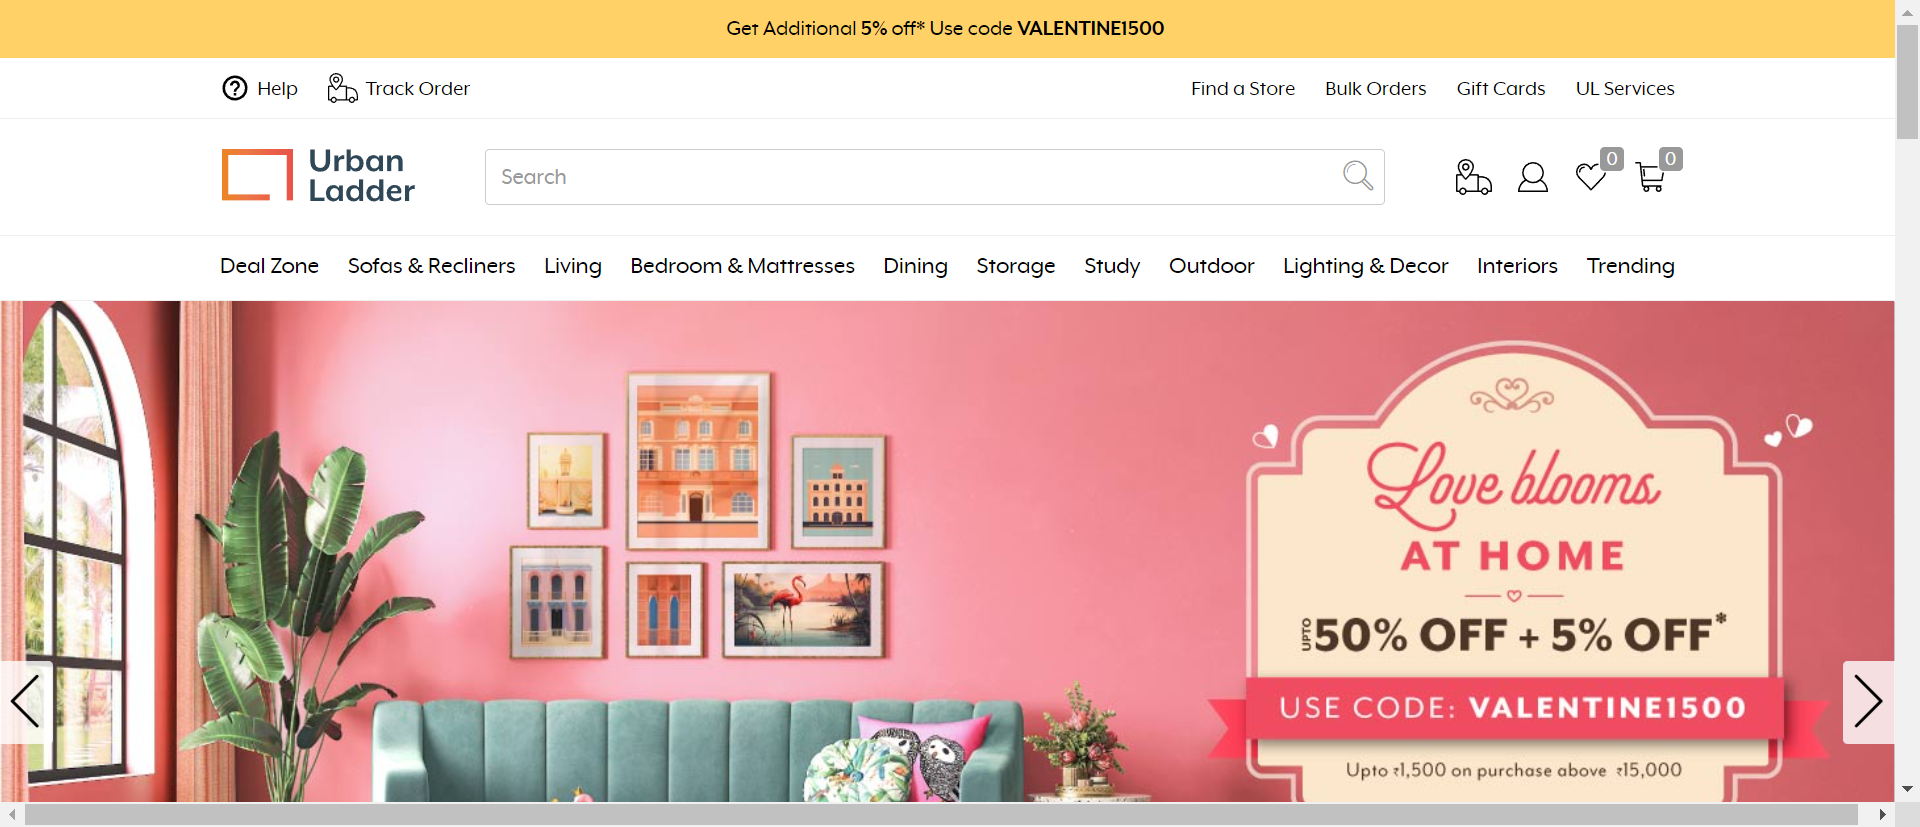 Get Additional 5% off* Use code VALENTINE1500
Help
Track Order
Find a Store
Bulk Orders
Gift Cards
UL Services
Urban
Ladder
Search
0
0
Deal Zone
Sofas & Recliners
Living
Bedroom & Mattresses
Dining
Storage
Study
Outdoor
Lighting & Decor
Interiors
Trending
Love blooms
AT HOME
UPTO 50% OFF + 5% OFF*
USE CODE: VALENTINE1500
Upto ₹1,500 on purchase above ₹15,000